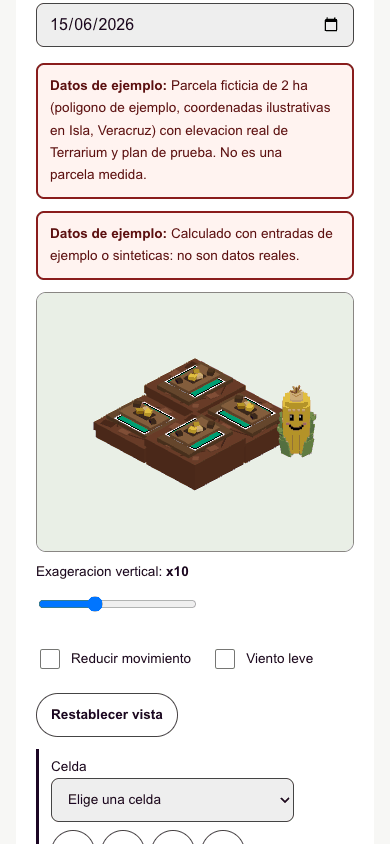 15/06/2026
Datos de ejemplo: Parcela ficticia de 2 ha
(poligono de ejemplo, coordenadas ilustrativas
en Isla, Veracruz) con elevacion real de
Terrarium y plan de prueba. No es una
parcela medida.
Datos de ejemplo: Calculado con entradas de
ejemplo o sinteticas: no son datos reales.
Exageracion vertical: x10
Reducir movimiento
Viento leve
Restablecer vista
Celda
Elige una celda